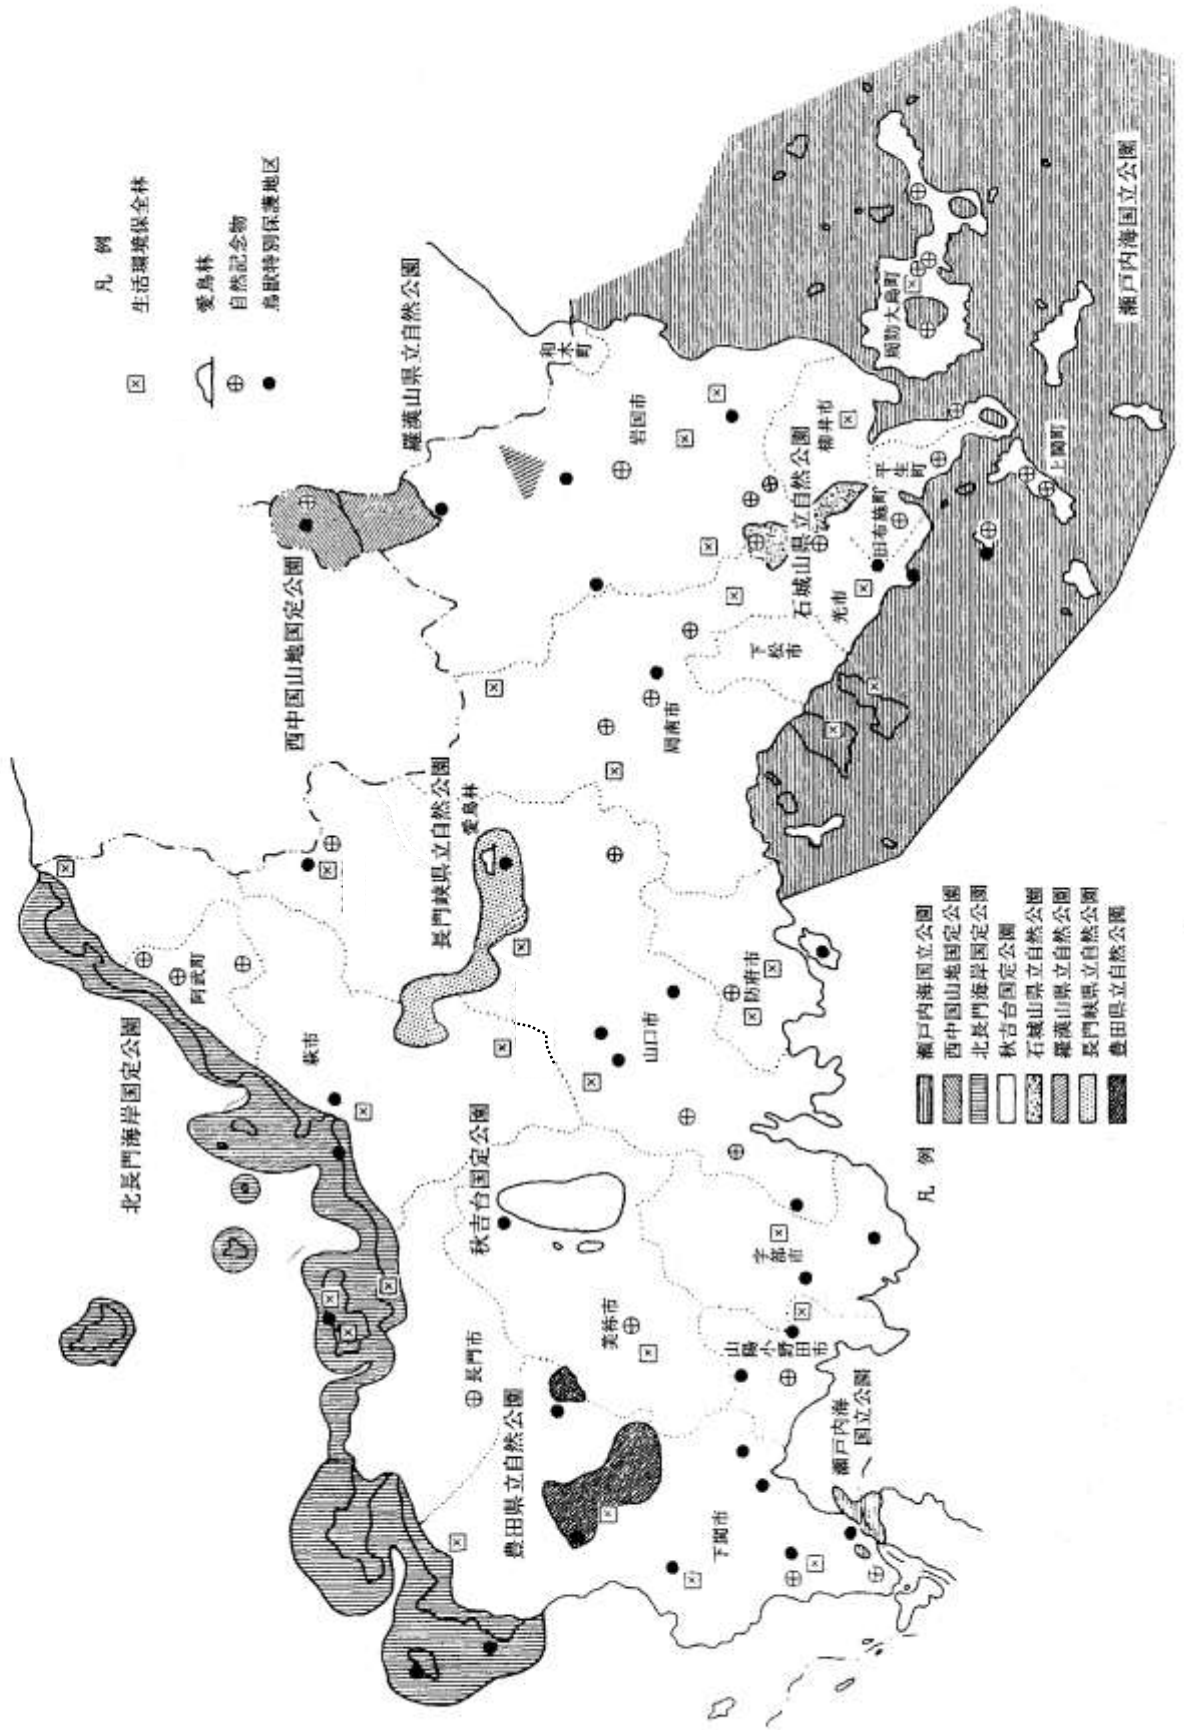 凡例
生活環境保全林
愛鳥林
自然記念物
鳥獣特別保護地区
北長門海岸国定公園
西中国山地国定公園
羅漢山県立自然公園
長門峡県立自然公園
愛鳥林
秋吉台国定公園
豊田県立自然公園
石城山県立自然公園
瀬戸内海国立公園
瀬戸内海
国立公園
阿武町
萩市
長門市
美祢市
下関市
山陽小野田市
宇部市
山口市
防府市
周南市
下松市
光市
田布施町
平生町
上関町
柳井市
周防大島町
岩国市
和木町
凡例
瀬戸内海国立公園
西中国山地国定公園
北長門海岸国定公園
秋吉台国定公園
石城山県立自然公園
羅漢山県立自然公園
長門峡県立自然公園
豊田県立自然公園